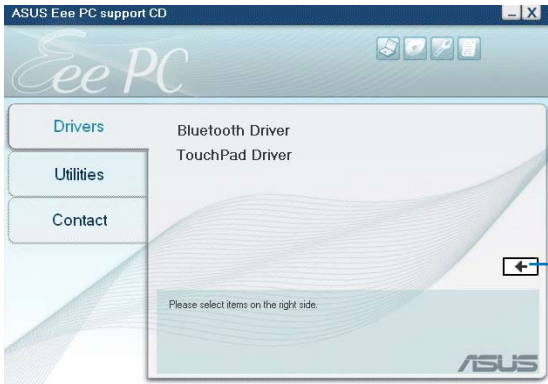 ASUS Eee PC support CD
Eee PC
Drivers
Utilities
Contact
Bluetooth Driver
TouchPad Driver
Please select items on the right side.
ASUS